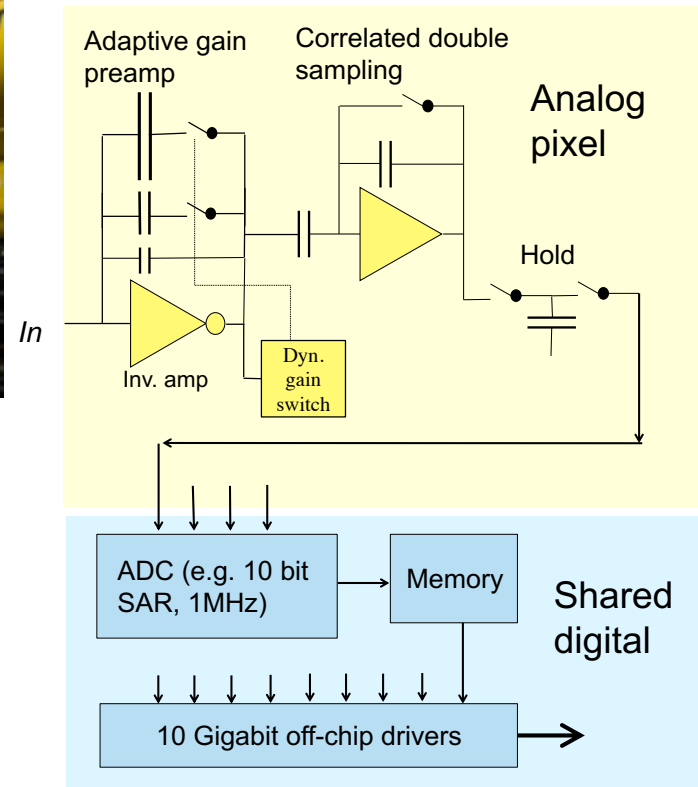 Adaptive gain
preamp
Correlated double
sampling
Analog
pixel
Hold
In
Inv. amp
Dyn.
gain
switch
ADC (e.g. 10 bit
SAR, 1MHz)
Memory
Shared
digital
10 Gigabit off-chip drivers